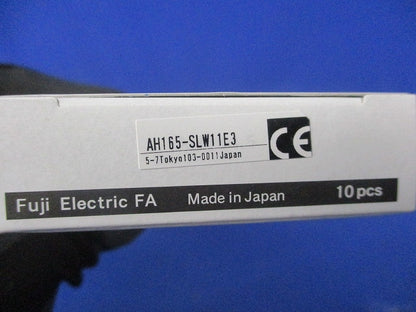 AH165-SLW11E3
5-7Tokyo103-0011Japan
CE
Fuji Electric FA Made in Japan 10pcs